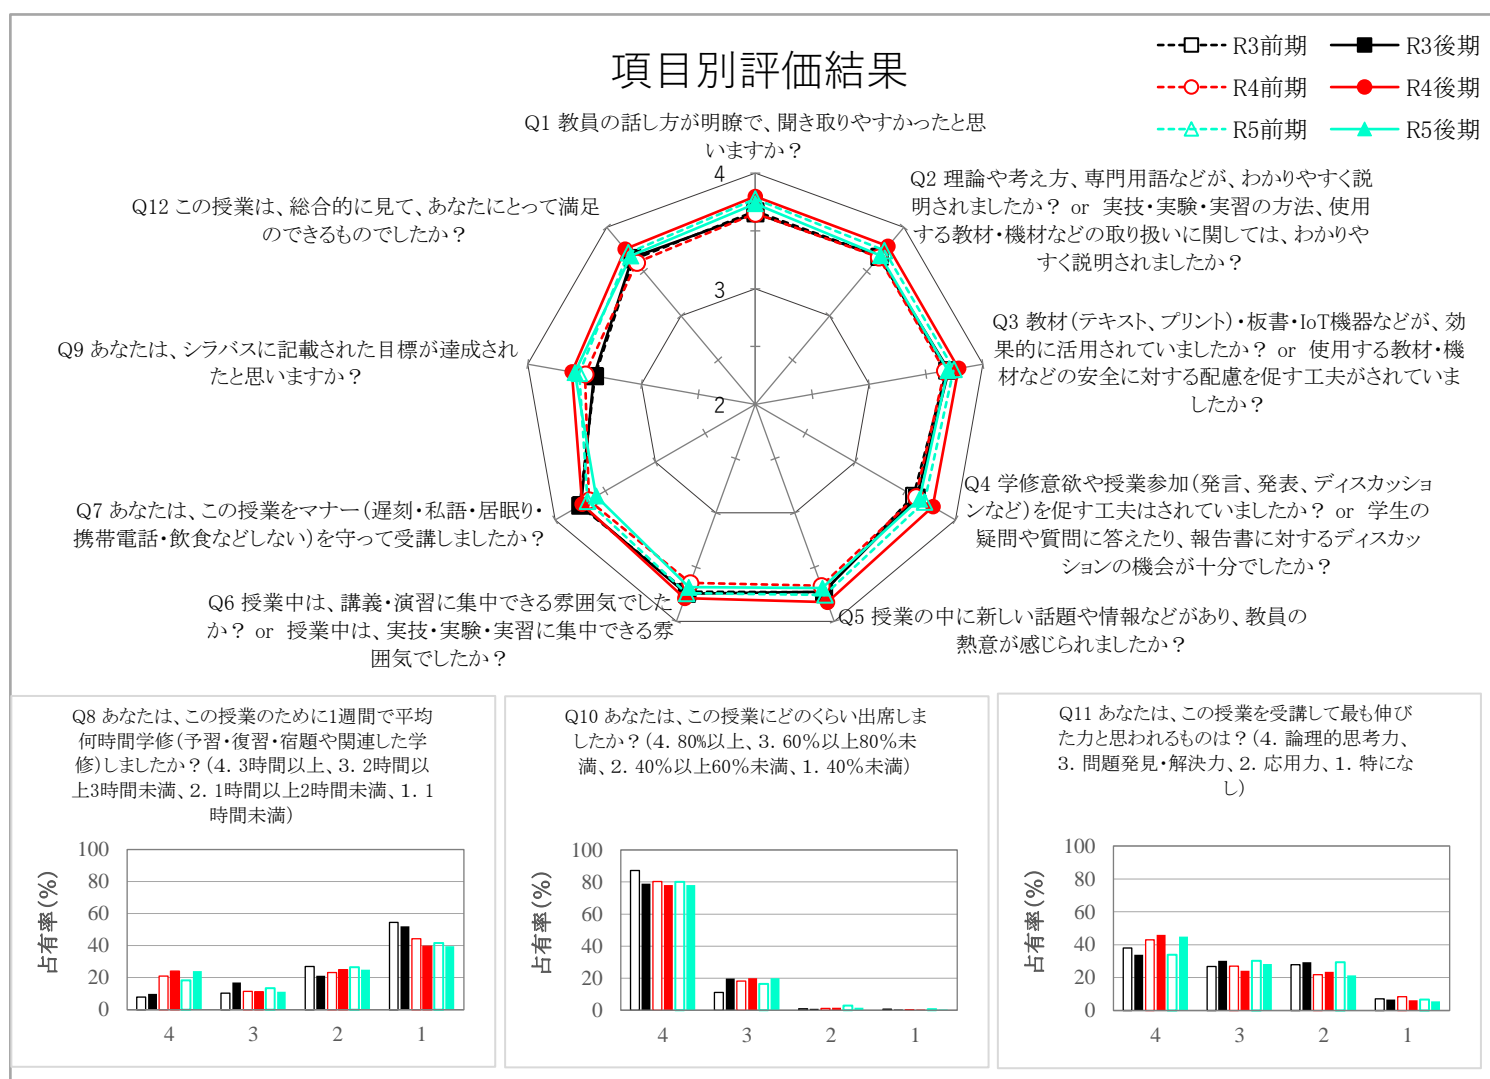 項目別評価結果
R3前期
R3後期
R4前期
R4後期
R5前期
R5後期
Q1 教員の話し方が明瞭で、聞き取りやすかったと思
いますか？
Q2 理論や考え方、専門用語などが、わかりやすく説
明されましたか？ or 実技・実験・実習の方法、使用
する教材・機材などの取り扱いに関しては、わかりや
すく説明されましたか？
Q3 教材（テキスト、プリント）・板書・IoT機器などが、効
果的に活用されていましたか？ or 使用する教材・機
材などの安全に対する配慮を促す工夫がされていま
したか？
Q4 学修意欲や授業参加（発言、発表、ディスカッショ
ンなど）を促す工夫はされていましたか？ or 学生の
疑問や質問に答えたり、報告書に対するディスカッ
ションの機会が十分でしたか？
Q5 授業の中に新しい話題や情報などがあり、教員の
熱意が感じられましたか？
Q6 授業中は、講義・演習に集中できる雰囲気でした
か？ or 授業中は、実技・実験・実習に集中できる雰
囲気でしたか？
Q7 あなたは、この授業をマナー（遅刻・私語・居眠り・
携帯電話・飲食などしない）を守って受講しましたか？
Q9 あなたは、シラバスに記載された目標が達成され
たと思いますか？
Q12 この授業は、総合的に見て、あなたにとって満足
のできるものでしたか？
4
3
2
Q8 あなたは、この授業のために1週間で平均
何時間学修（予習・復習・宿題や関連した学
修）しましたか？（4．3時間以上、3．2時間以
上3時間未満、2．1時間以上2時間未満、1．1
時間未満）
占有率（%）
100
80
60
40
20
0
4 3 2 1
Q10 あなたは、この授業にどのくらい出席しま
したか？（4．80%以上、3．60%以上80%未
満、2．40%以上60%未満、1．40%未満）
占有率（%）
100
80
60
40
20
0
4 3 2 1
Q11 あなたは、この授業を受講して最も伸び
た力と思われるものは？（4．論理的思考力、
3．問題発見・解決力、2．応用力、1．特にな
し）
占有率（%）
100
80
60
40
20
0
4 3 2 1